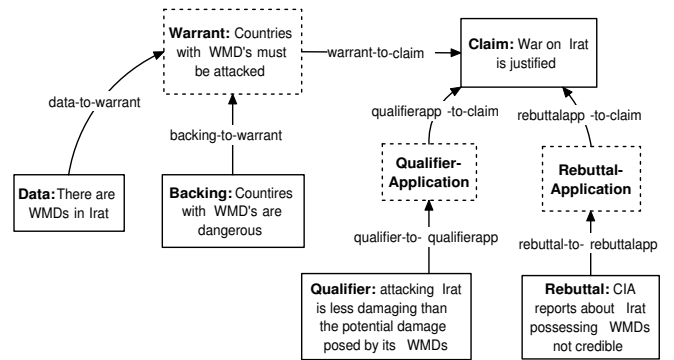 Warrant: Countries
with WMD's must
be attacked
warrant-to-claim
Claim: War on Irat
is justified
data-to-warrant
qualifierapp -to-claim
rebuttalapp -to-claim
backing-to-warrant
Qualifier-
Application
Rebuttal-
Application
Data: There are
WMDs in Irat
Backing: Countires
with WMD's are
dangerous
qualifier-to- qualifierapp
rebuttal-to- rebuttalapp
Qualifier: attacking Irat
is less damaging than
the potential damage
posed by its WMDs
Rebuttal: CIA
reports about Irat
possessing WMDs
not credible